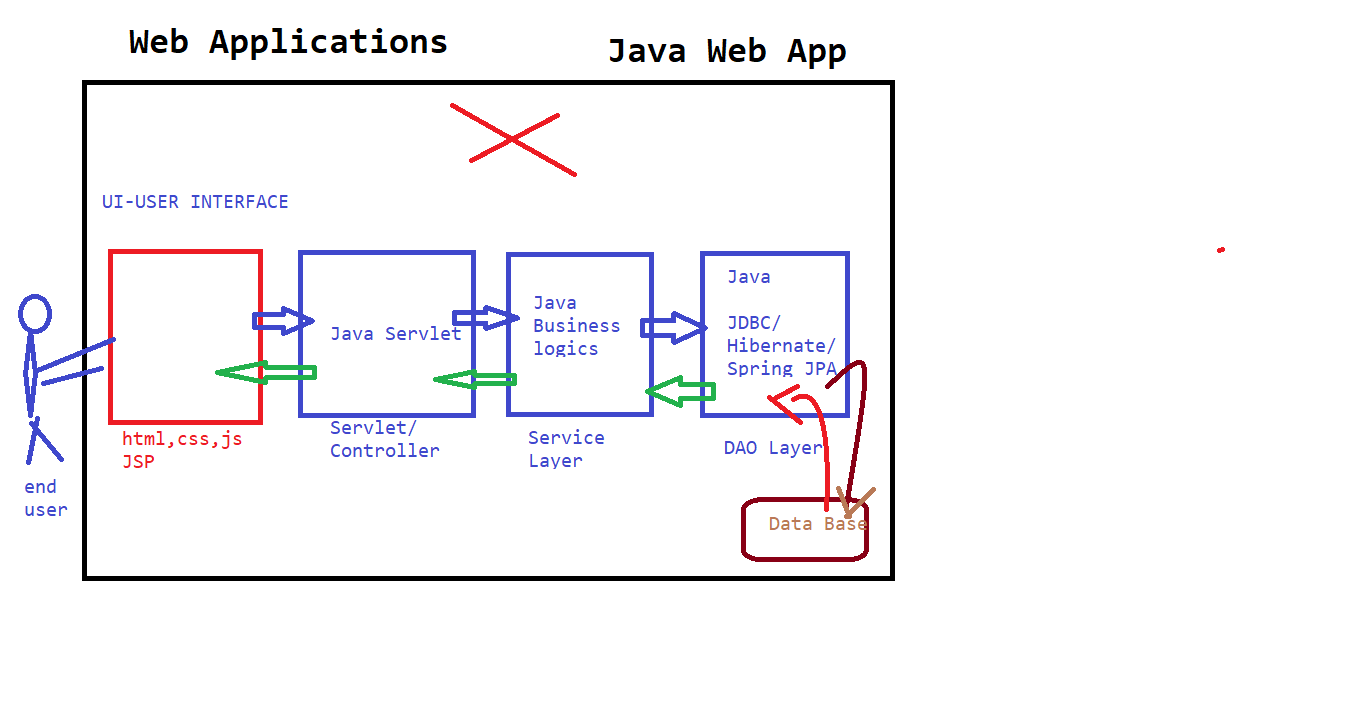 Web Applications
Java Web App
UI-USER INTERFACE
html,css,js
JSP
Java Servlet
Servlet/
Controller
Java
Business
logics
Service
Layer
Java
JDBC/
Hibernate/
Spring JPA
DAO Layer
Data Base
end
user